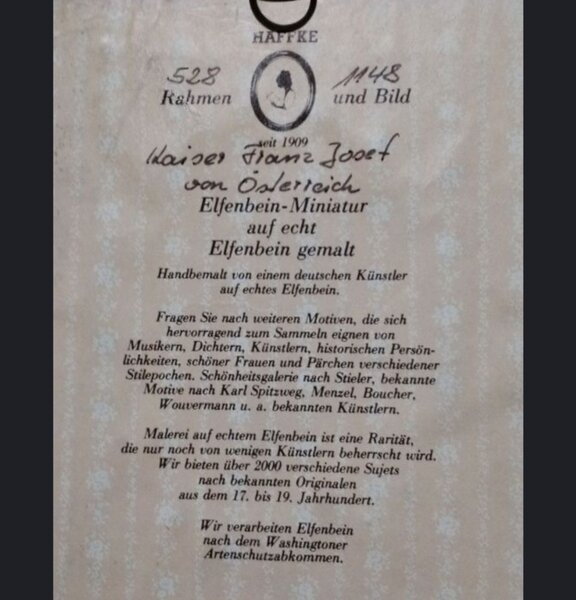 HAFFKE
528 1148
Rahmen und Bild
seit 1909
Kaiser Franz Josef
von Österreich
Elfenbein-Miniatur
auf echt
Elfenbein gemalt
Handbemalt von einem deutschen Künstler
auf echtes Elfenbein.
Fragen Sie nach weiteren Motiven, die sich
hervorragend zum Sammeln eignen von
Musikern, Dichtern, Künstlern, historischen Persön-
lichkeiten, schöner Frauen und Pärchen verschiedener
Stilepochen. Schönheitsgalerie nach Stieler, bekannte
Motive nach Karl Spitzweg, Menzel, Boucher,
Wouvermann u. a. bekannten Künstlern.
Malerei auf echtem Elfenbein ist eine Rarität,
die nur noch von wenigen Künstlern beherrscht wird.
Wir bieten über 2000 verschiedene Sujets
nach bekannten Originalen
aus dem 17. bis 19. Jahrhundert.
Wir verarbeiten Elfenbein
nach dem Washingtoner
Artenschutzabkommen.